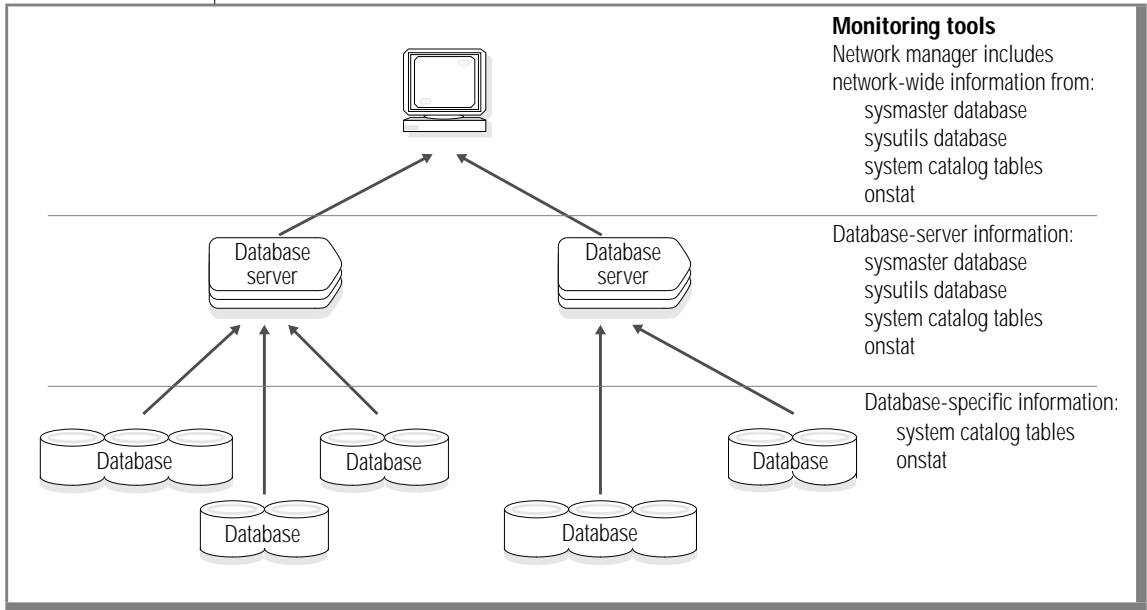 Monitoring tools
Network manager includes
network-wide information from:
sysmaster database
sysutils database
system catalog tables
onstat
Database
server
Database
server
Database-server information:
sysmaster database
sysutils database
system catalog tables
onstat
Database-specific information:
system catalog tables
onstat
Database
Database
Database
Database
Database